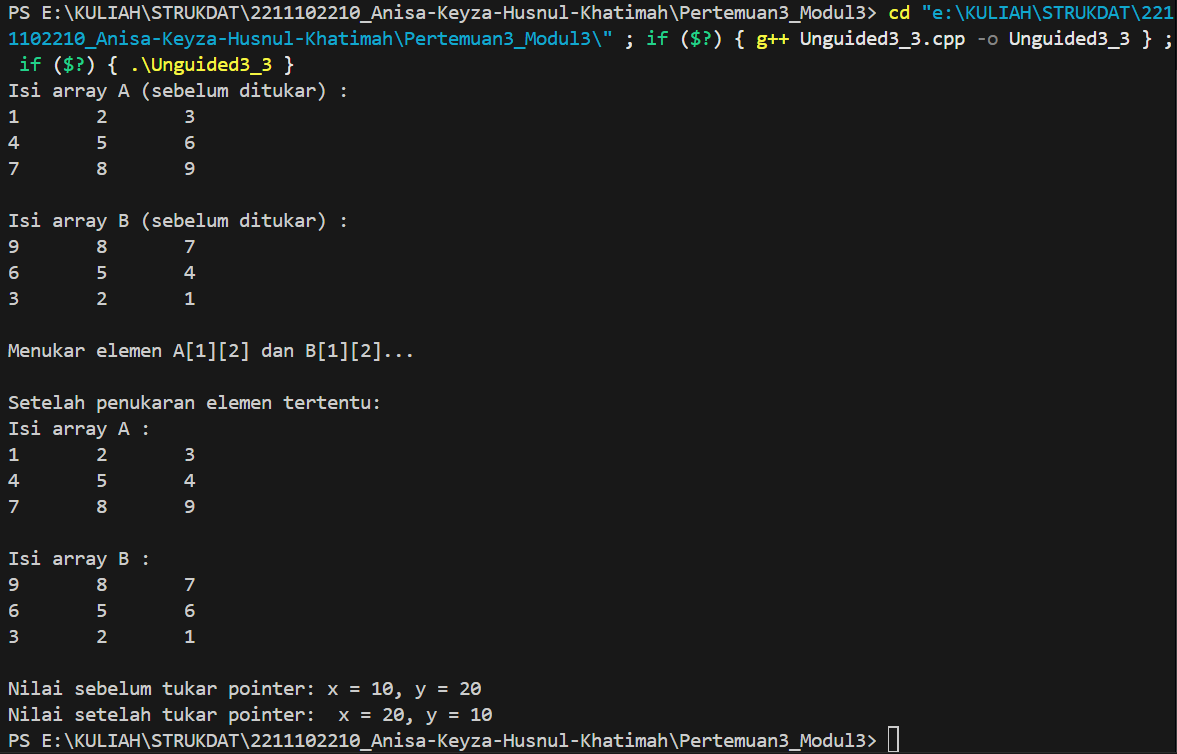 PS E:\KULIAH\STRUKDAT\2211102210_Anisa-Keyza-Husnul-Khatimah\Pertemuan3_Modul3> cd "e:\KULIAH\STRUKDAT\221
1102210_Anisa-Keyza-Husnul-Khatimah\Pertemuan3_Modul3\" ; if ($?) { g++ Unguided3_3.cpp -o Unguided3_3 } ;
 if ($?) { .\Unguided3_3 }
Isi array A (sebelum ditukar) :
1       2       3
4       5       6
7       8       9

Isi array B (sebelum ditukar) :
9       8       7
6       5       4
3       2       1

Menukar elemen A[1][2] dan B[1][2]...

Setelah penukaran elemen tertentu:
Isi array A :
1       2       3
4       5       4
7       8       9

Isi array B :
9       8       7
6       5       6
3       2       1

Nilai sebelum tukar pointer: x = 10, y = 20
Nilai setelah tukar pointer:  x = 20, y = 10
PS E:\KULIAH\STRUKDAT\2211102210_Anisa-Keyza-Husnul-Khatimah\Pertemuan3_Modul3>